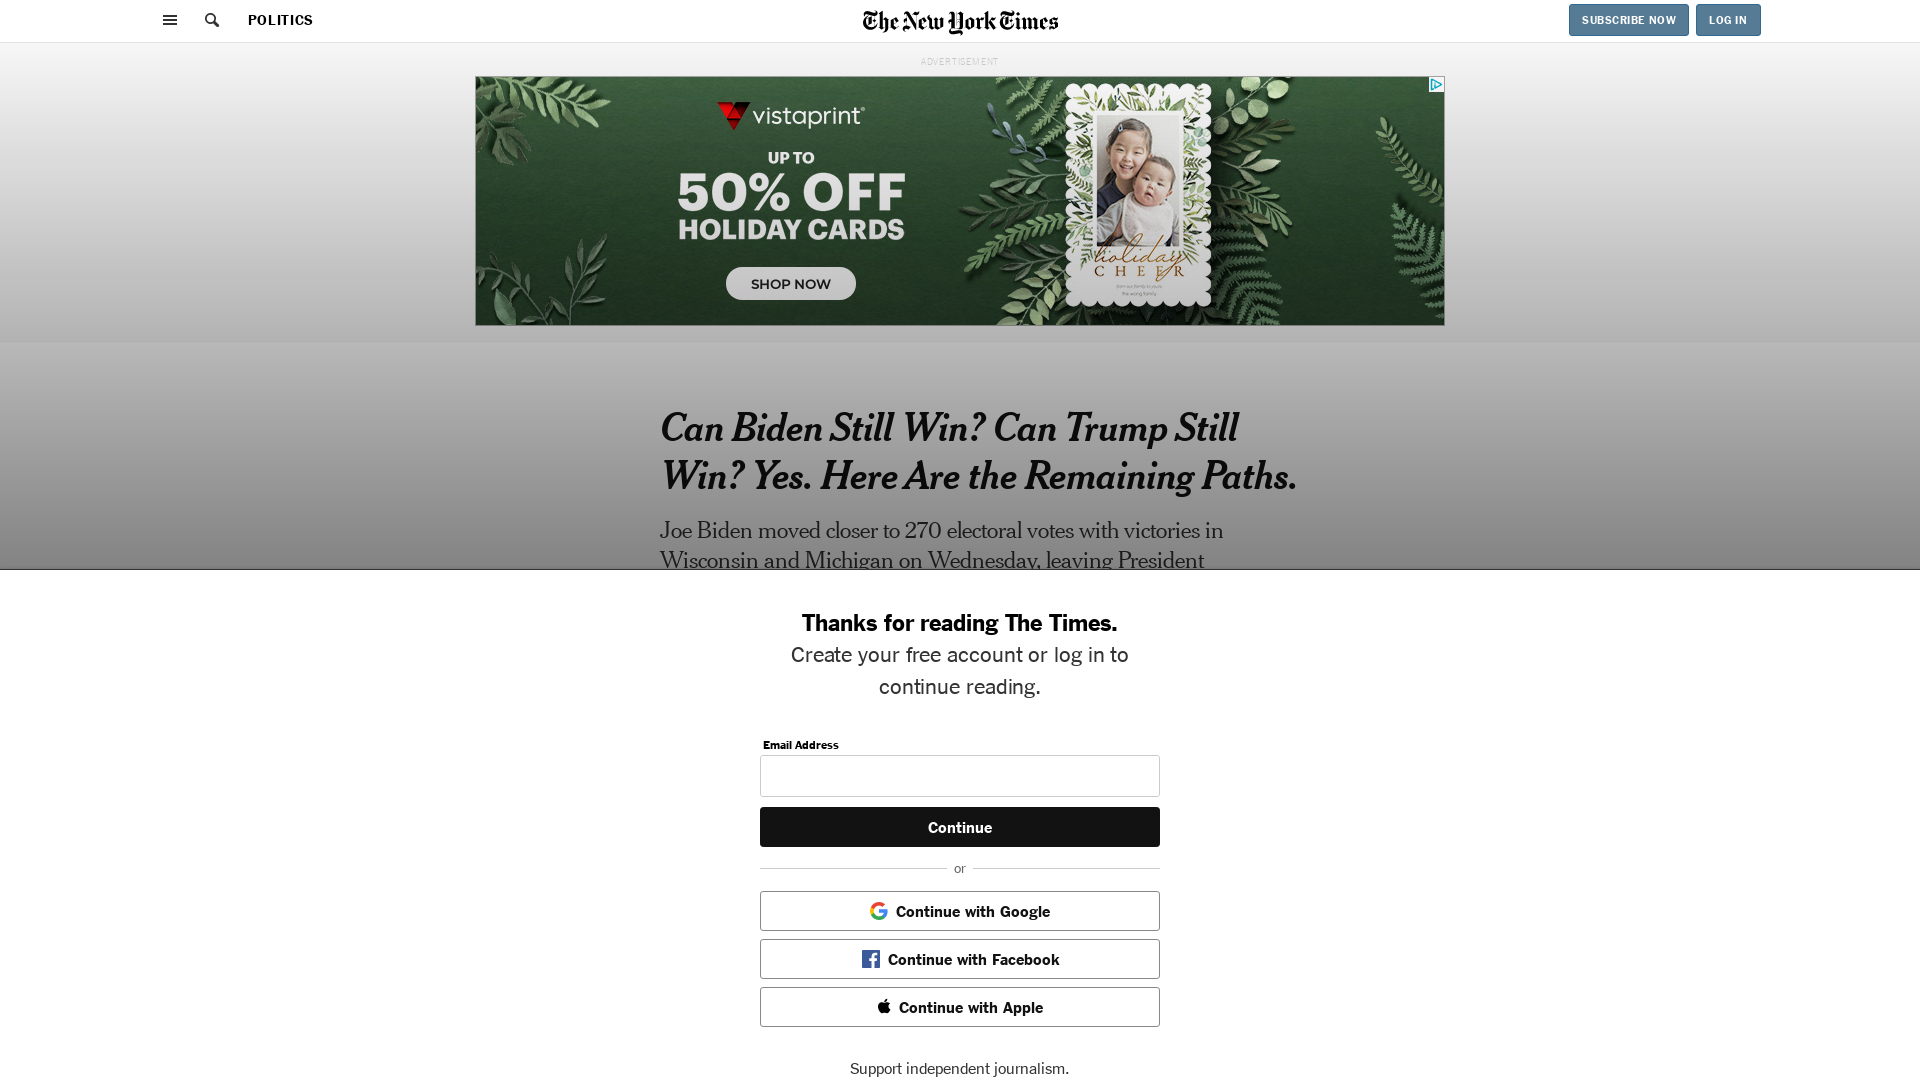 POLITICS
The New York Times
SUBSCRIBE NOW
LOG IN
ADVERTISEMENT
vistaprint®
UP TO
50% OFF
HOLIDAY CARDS
SHOP NOW
holiday
CHEER
Can Biden Still Win? Can Trump Still
Win? Yes. Here Are the Remaining Paths.
Joe Biden moved closer to 270 electoral votes with victories in
Wisconsin and Michigan on Wednesday, leaving President
Thanks for reading The Times.
Create your free account or log in to
continue reading.
Email Address
Continue
or
Continue with Google
Continue with Facebook
Continue with Apple
Support independent journalism.